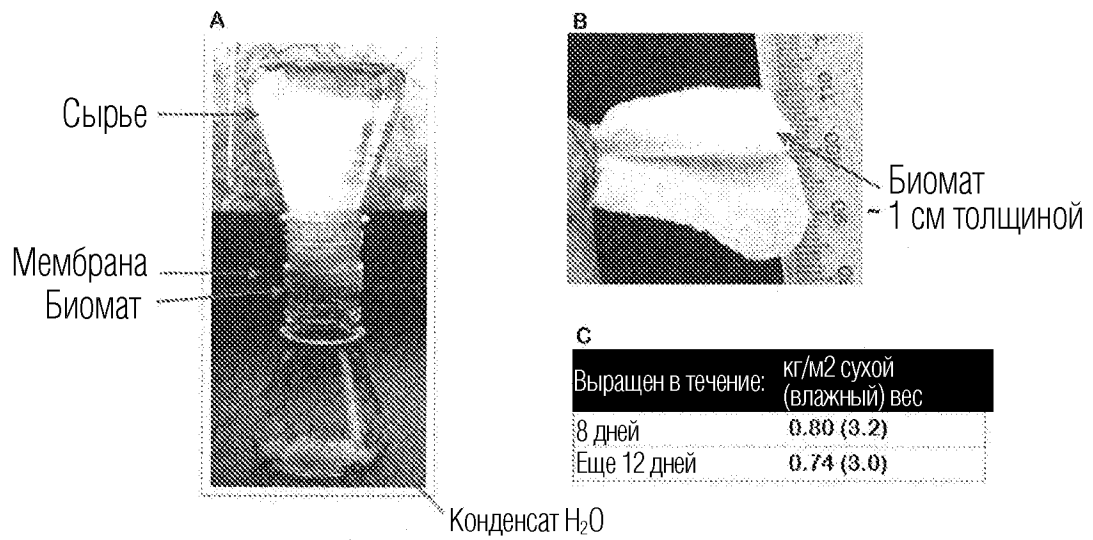 A
Сырье
Мембрана
Биомат
Конденсат H₂O
B
Биомат
~ 1 см толщиной
C
Выращен в течение: кг/м2 сухой
(влажный) вес
8 дней 0.80 (3.2)
Еще 12 дней 0.74 (3.0)